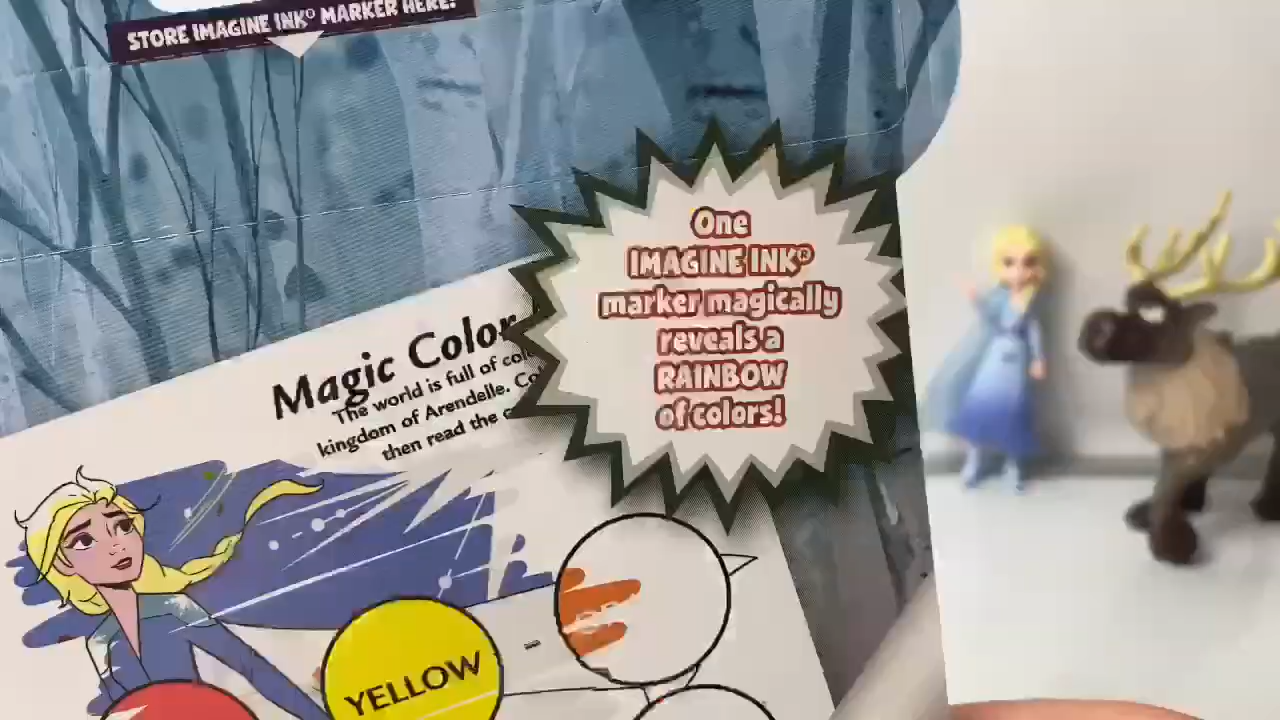 STORE IMAGINE INK® MARKER HERE!
One
IMAGINE INK®
marker magically
reveals a
RAINBOW
of colors!
Magic Color
The world is full of
kingdom of Arendelle.
then read the
YELLOW